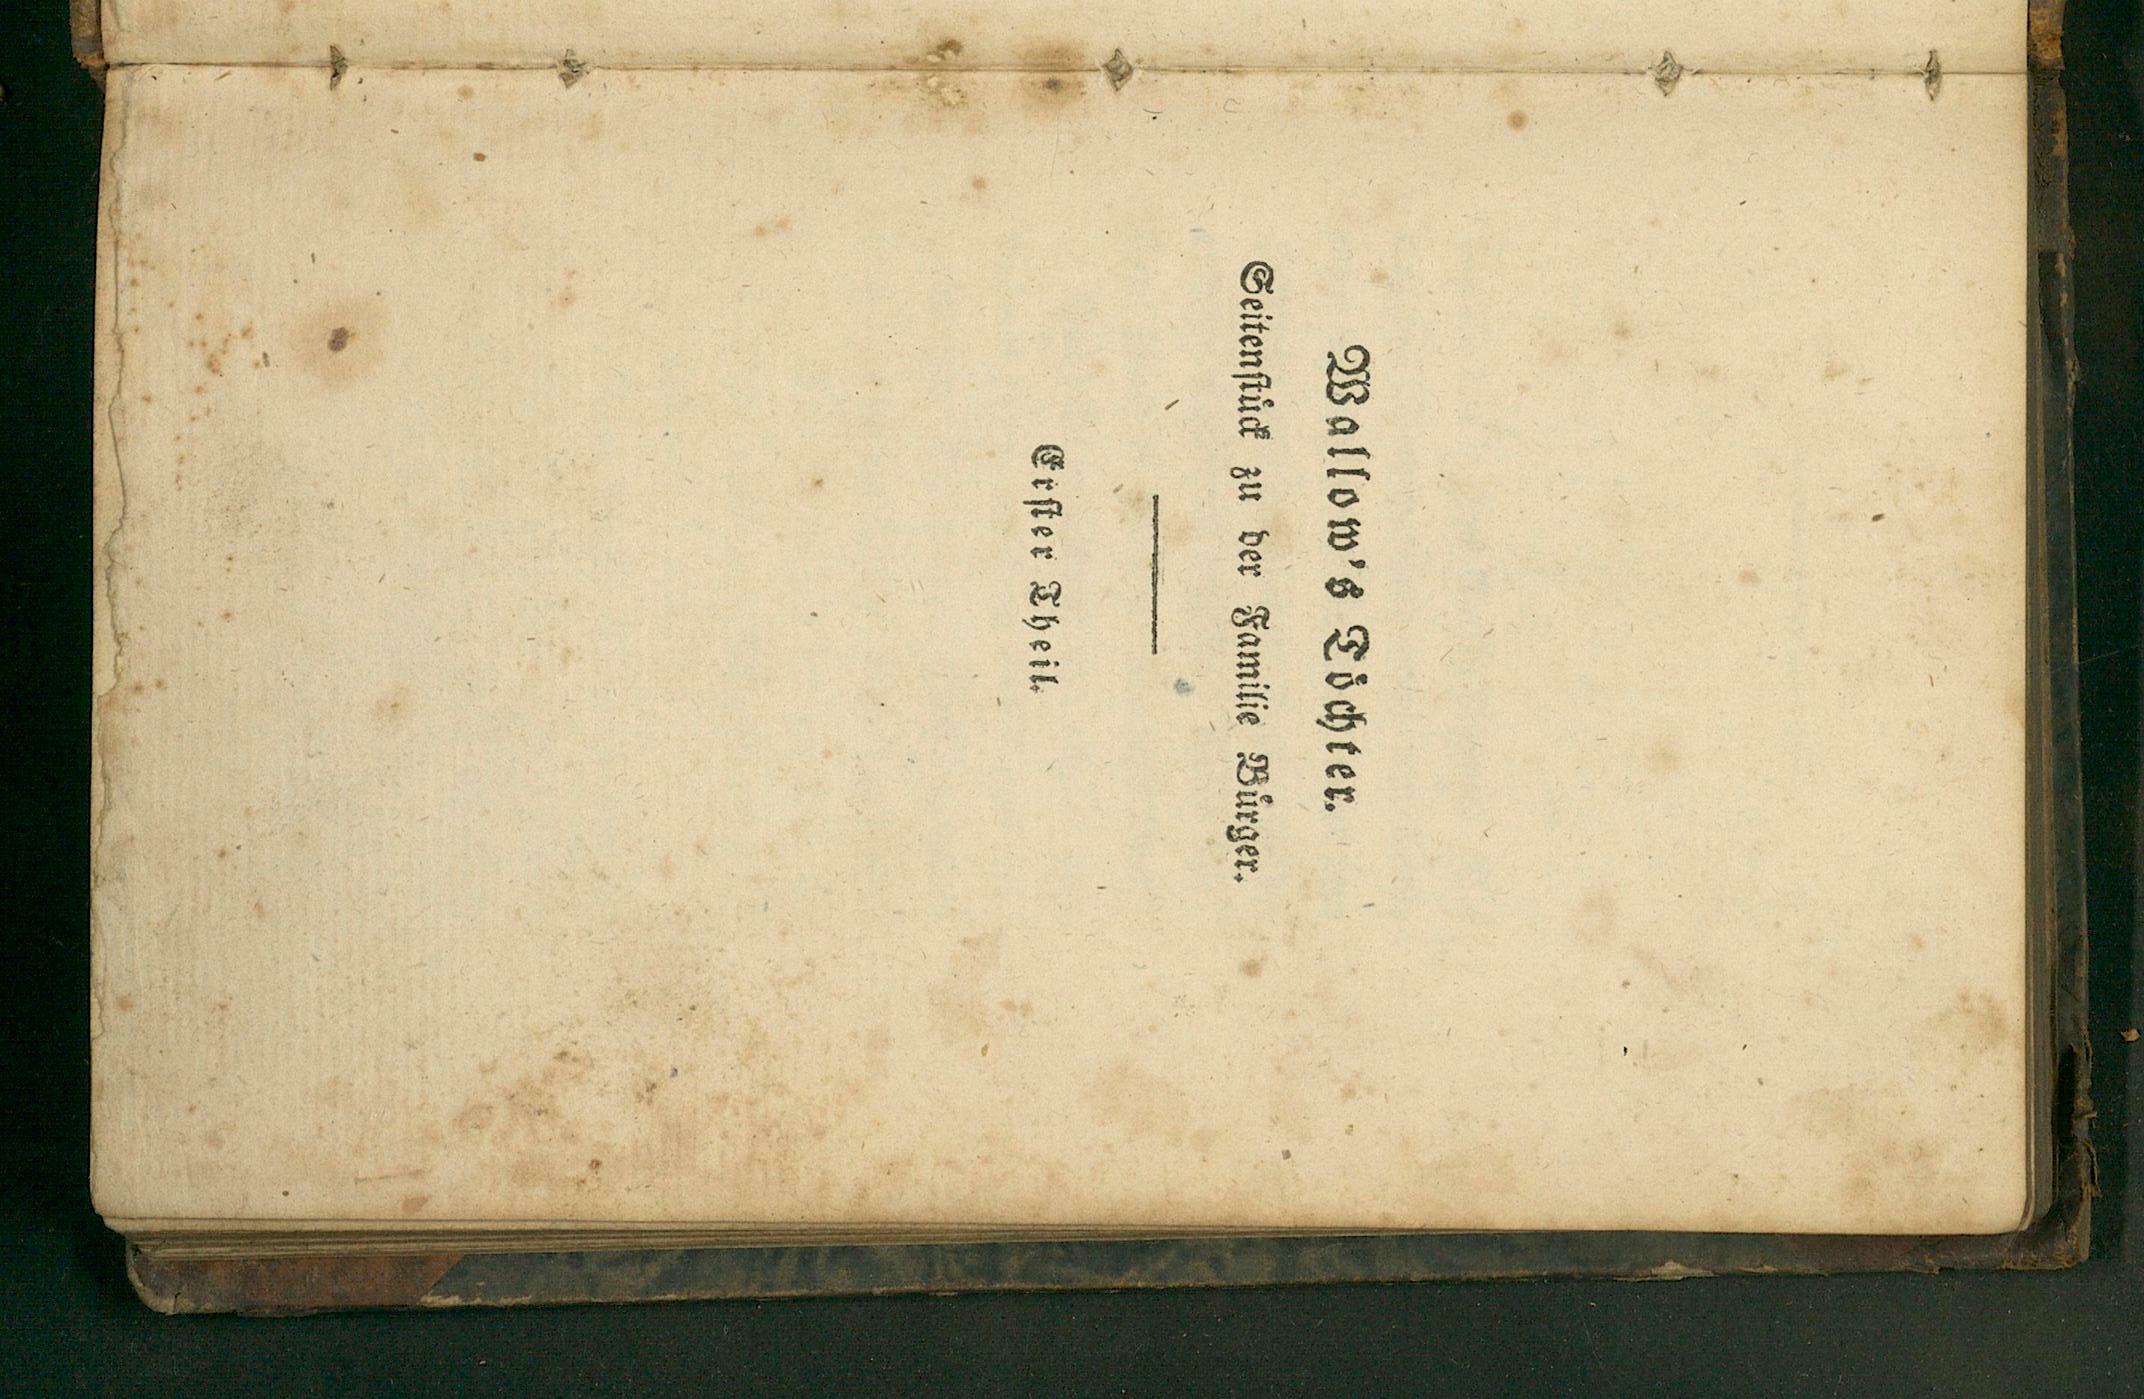 Wallow's Töchter.
Seitenſtück zu der Familie Bürger.
Erſter Theil.